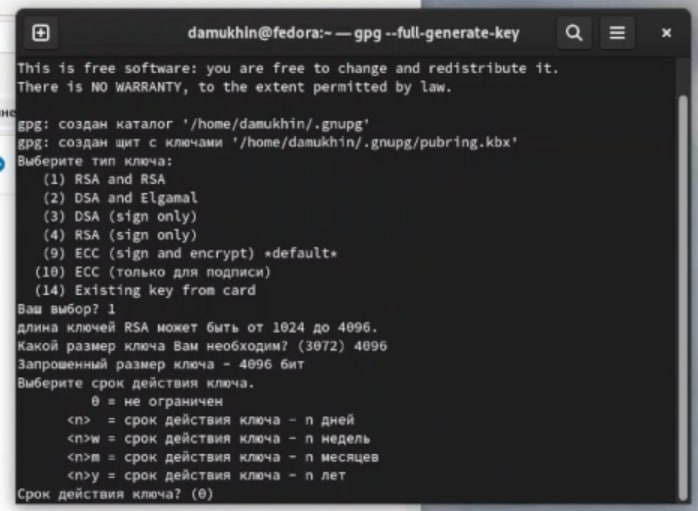 damukhin@fedora:~ — gpg --full-generate-key
This is free software: you are free to change and redistribute it.
There is NO WARRANTY, to the extent permitted by law.
gpg: создан каталог '/home/damukhin/.gnupg'
gpg: создан щит с ключами '/home/damukhin/.gnupg/pubring.kbx'
Выберите тип ключа:
(1) RSA and RSA
(2) DSA and Elgamal
(3) DSA (sign only)
(4) RSA (sign only)
(9) ECC (sign and encrypt) *default*
(10) ECC (только для подписи)
(14) Existing key from card
Ваш выбор? 1
длина ключей RSA может быть от 1024 до 4096.
Какой размер ключа Вам необходим? (3072) 4096
Запрошенный размер ключа - 4096 бит
Выберите срок действия ключа.
0 = не ограничен
<n> = срок действия ключа - n дней
<n>w = срок действия ключа - n недель
<n>m = срок действия ключа - n месяцев
<n>y = срок действия ключа - n лет
Срок действия ключа? (0)